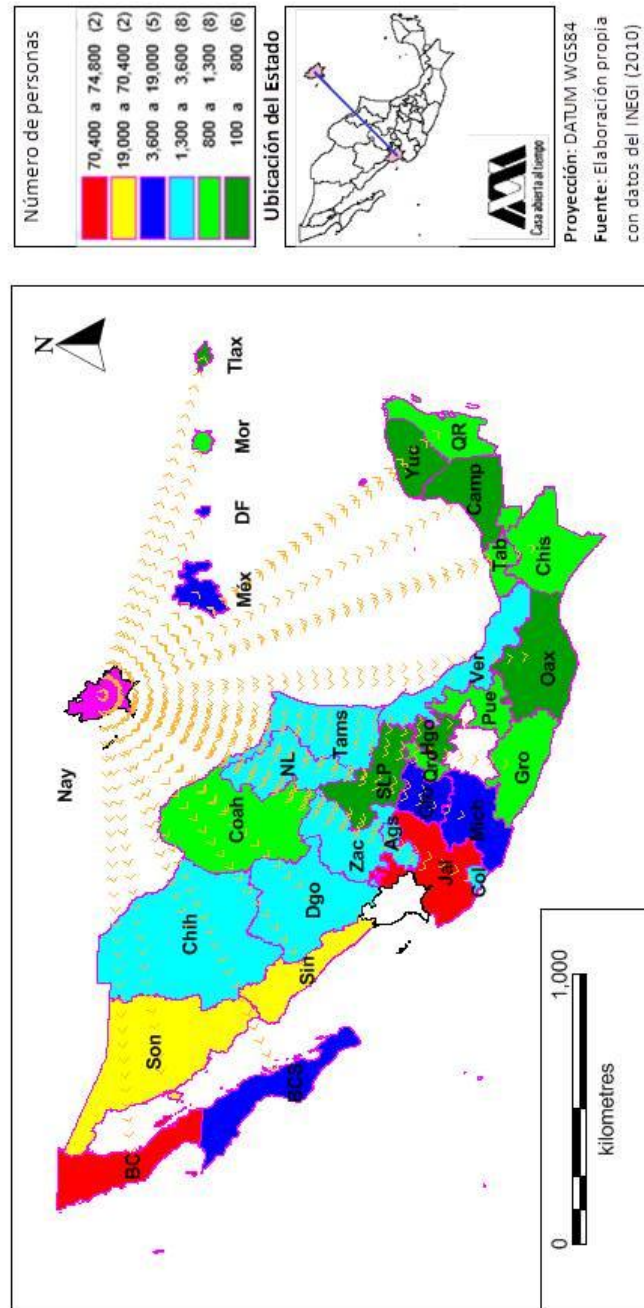 Número de personas
70,400 a 74,800 (2)
19,000 a 70,400 (2)
3,600 a 19,000 (5)
1,300 a 3,600 (8)
800 a 1,300 (8)
100 a 800 (6)
Ubicación del Estado
Casa abierta al tiempo
Proyección: DATUM WGS84
Fuente: Elaboración propia
con datos del INEGI (2010)
N
Nay
Méx
DF
Mor
Tlax
BC
BCS
Son
Sin
Chih
Dgo
Coah
NL
Tams
Zac
SLP
Ags
Jal
Col
Mich
Qro
Hgo
Pue
Ver
Gro
Oax
Tab
Chis
Camp
Yuc
QR
0
1,000
kilometres